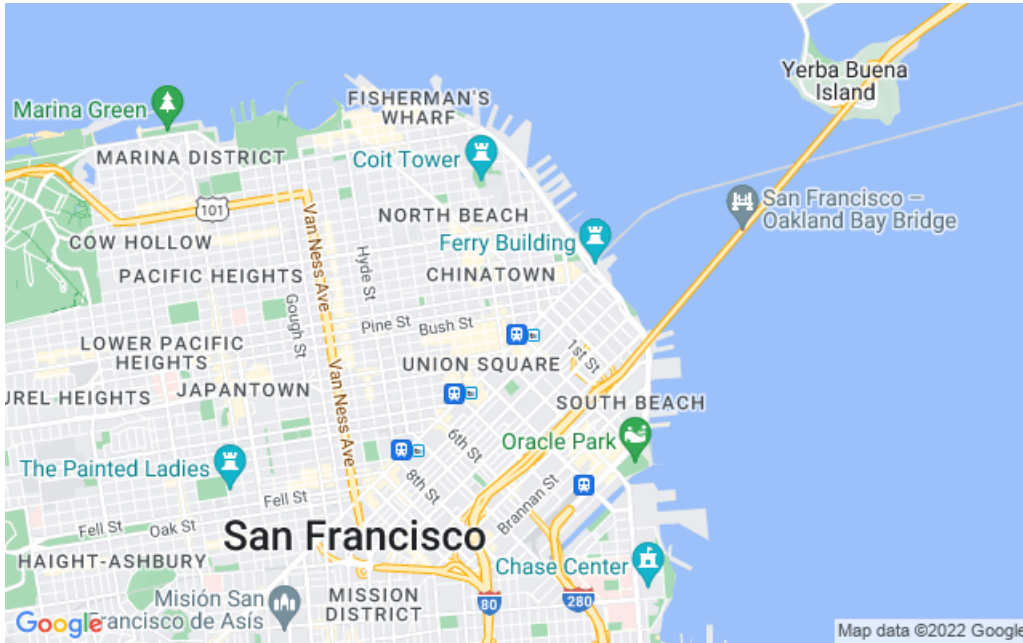 Yerba Buena
Island
Marina Green
FISHERMAN'S
WHARF
MARINA DISTRICT
Coit Tower
101
San Francisco –
Oakland Bay Bridge
NORTH BEACH
COW HOLLOW
Van Ness Ave
Hyde St
Ferry Building
PACIFIC HEIGHTS
CHINATOWN
Gough St
Pine St
Bush St
LOWER PACIFIC
HEIGHTS
UNION SQUARE
1st St
UREL HEIGHTS
JAPANTOWN
Van Ness Ave
SOUTH BEACH
6th St
Oracle Park
The Painted Ladies
8th St
Fell St
Brannan St
Fell St
Oak St
San Francisco
HAIGHT-ASHBURY
Chase Center
MISSION
DISTRICT
80
280
Misión San
Francisco de Asís
Google
Map data ©2022 Google